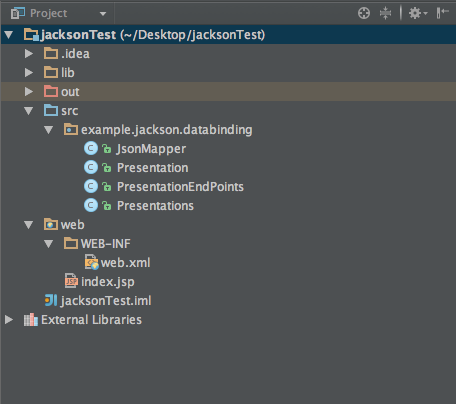 Project
jacksonTest (~/Desktop/jacksonTest)
.idea
lib
out
src
example.jackson.databinding
JsonMapper
Presentation
PresentationEndPoints
Presentations
web
WEB-INF
web.xml
index.jsp
jacksonTest.iml
External Libraries